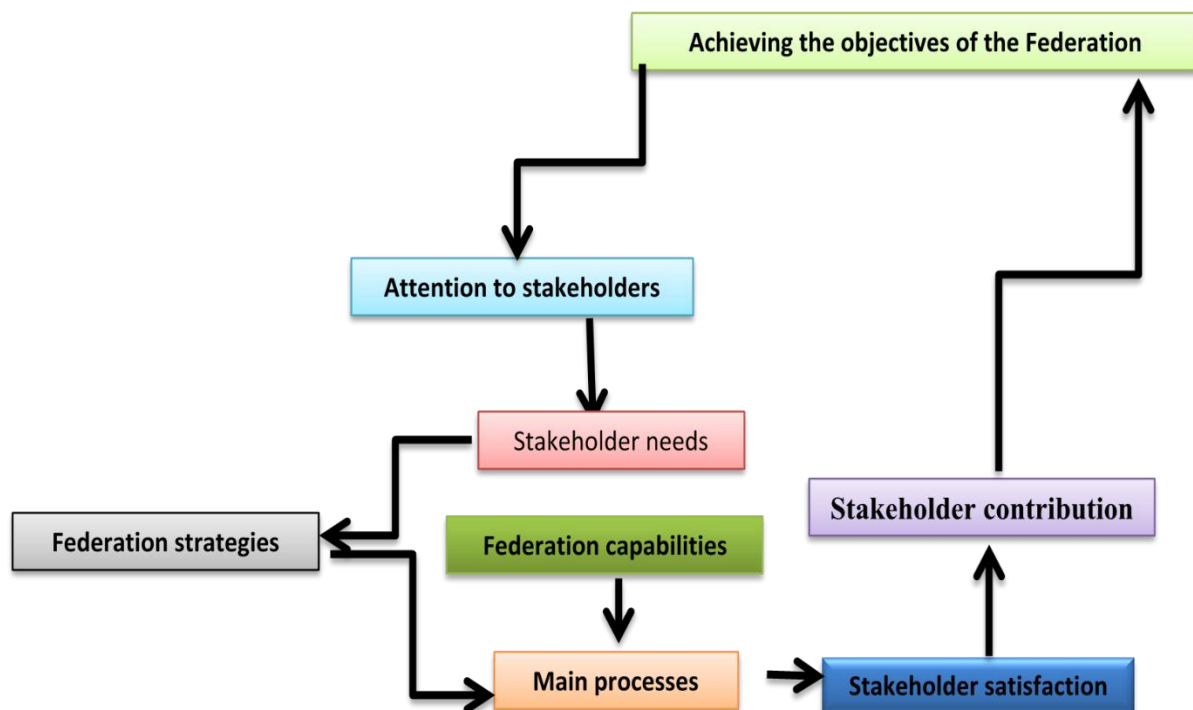 Achieving the objectives of the Federation
Attention to stakeholders
Stakeholder needs
Stakeholder contribution
Federation strategies
Federation capabilities
Main processes
Stakeholder satisfaction